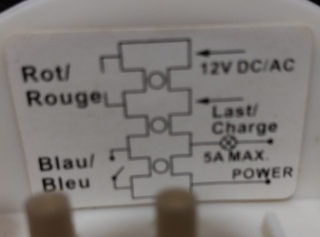 12V DC/AC
Rot/
Rouge
Last/
Charge
5A MAX.
Blau/
Bleu
POWER